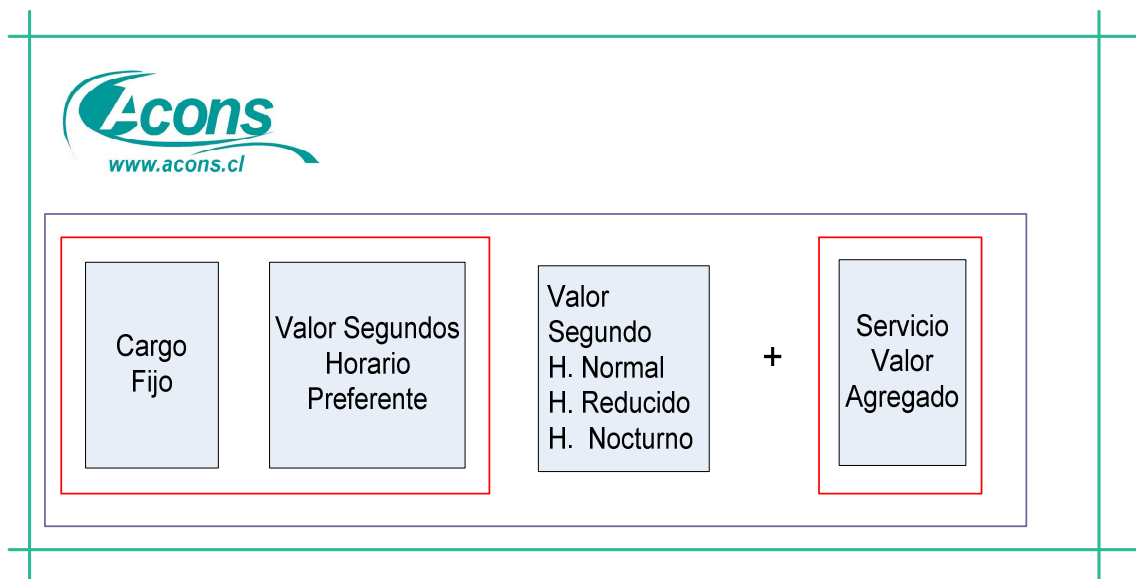 Acons
www.acons.cl
Cargo
Fijo
Valor Segundos
Horario
Preferente
Valor
Segundo
H. Normal
H. Reducido
H. Nocturno
+
Servicio
Valor
Agregado